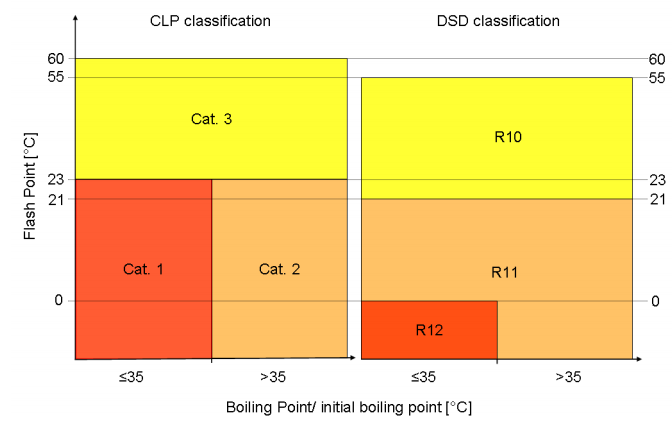 CLP classification
DSD classification
60
55
23
21
0
Flash Point [°C]
Cat. 3
Cat. 1
Cat. 2
R10
R11
R12
60
55
23
21
0
≤35
>35
≤35
>35
Boiling Point/ initial boiling point [°C]